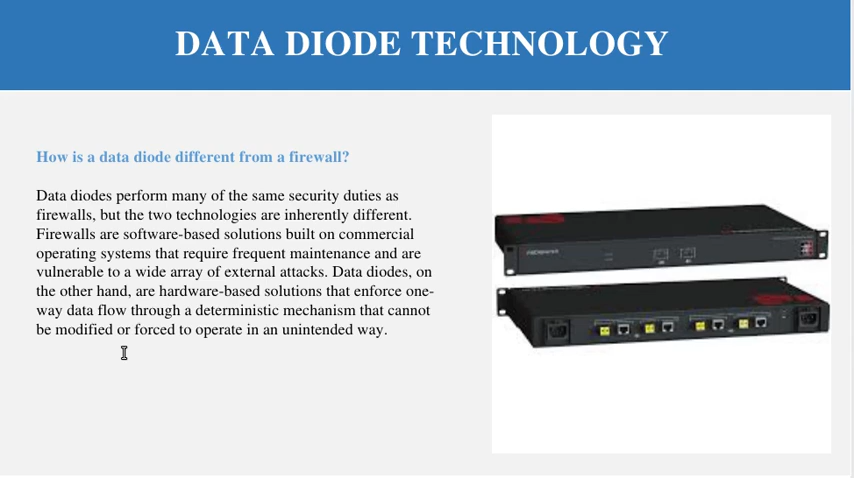 DATA DIODE TECHNOLOGY
How is a data diode different from a firewall?
Data diodes perform many of the same security duties as
firewalls, but the two technologies are inherently different.
Firewalls are software-based solutions built on commercial
operating systems that require frequent maintenance and are
vulnerable to a wide array of external attacks. Data diodes, on
the other hand, are hardware-based solutions that enforce one-
way data flow through a deterministic mechanism that cannot
be modified or forced to operate in an unintended way.